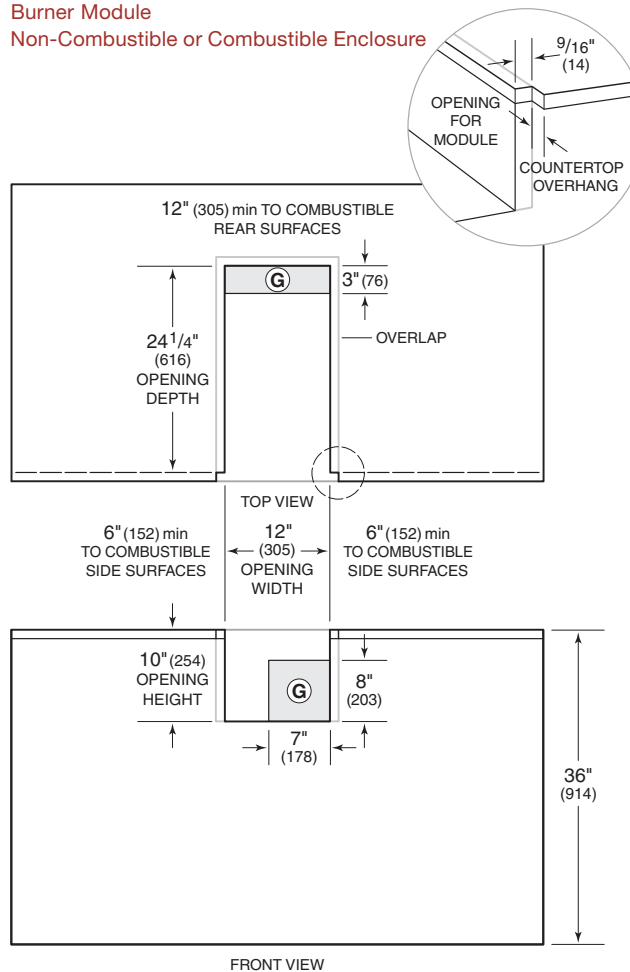 Burner Module
Non-Combustible or Combustible Enclosure
9/16"
(14)
OPENING
FOR
MODULE
COUNTERTOP
OVERHANG
12" (305) min TO COMBUSTIBLE
REAR SURFACES
G
3" (76)
24 1/4"
(616)
OPENING
DEPTH
OVERLAP
TOP VIEW
6" (152) min
TO COMBUSTIBLE
SIDE SURFACES
12"
(305)
OPENING
WIDTH
6" (152) min
TO COMBUSTIBLE
SIDE SURFACES
10" (254)
OPENING
HEIGHT
G
8"
(203)
7"
(178)
36"
(914)
FRONT VIEW